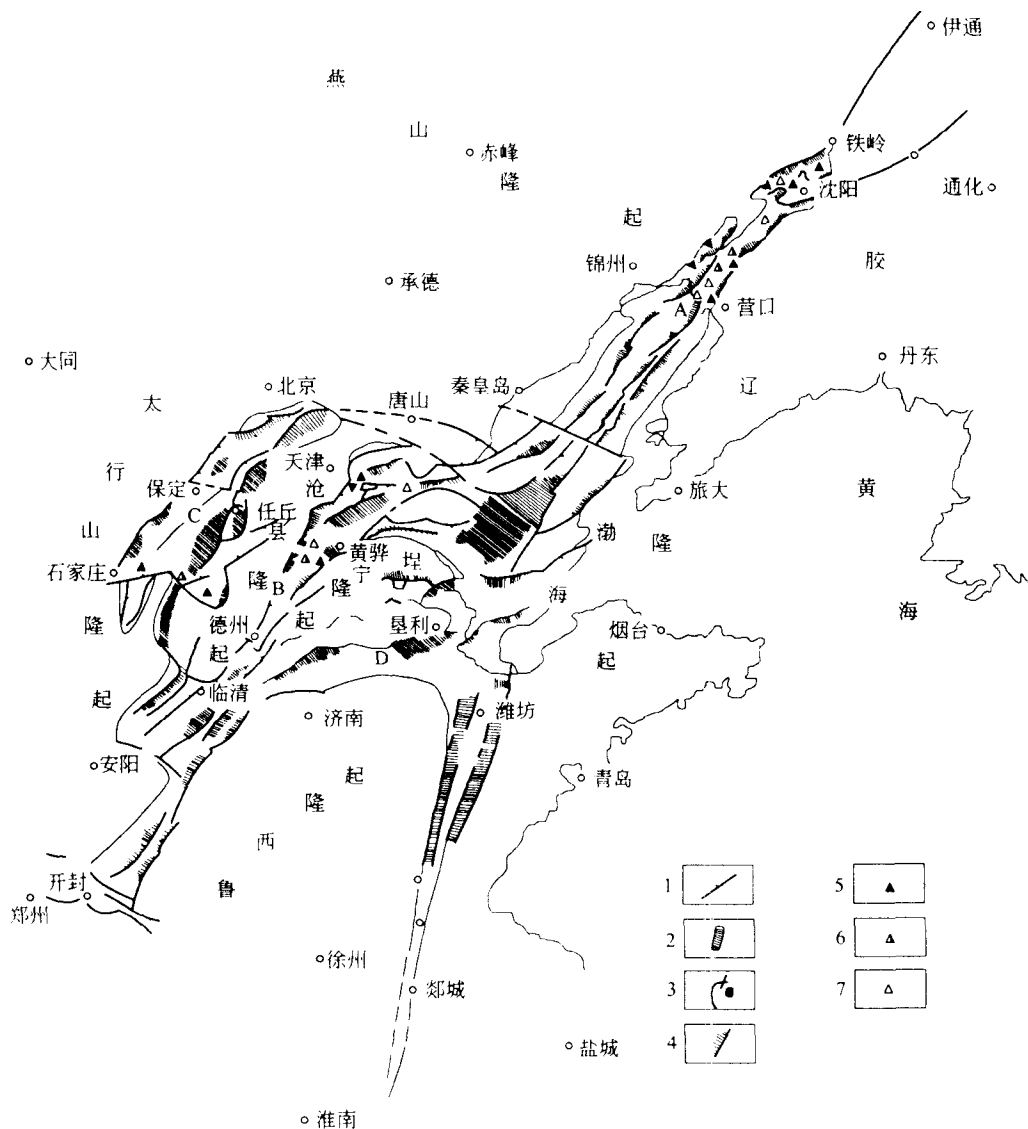 伊通
燕
山
赤峰
隆
起
铁岭
沈阳
通化
锦州
胶
承德
A
营口
大同
丹东
北京
秦皇岛
辽
太
唐山
行
天津
沧
保定
C
任丘
县
旅大
黄
山
渤
隆
石家庄
黄骅
埕
宁
隆
B
隆
海
海
隆
德州
起
起
垦利
烟台
D
起
起
临清
济南
潍坊
安阳
起
青岛
隆
西
鲁
开封
郑州
徐州
郯城
盐城
淮南
1
2
3
4
5
6
7